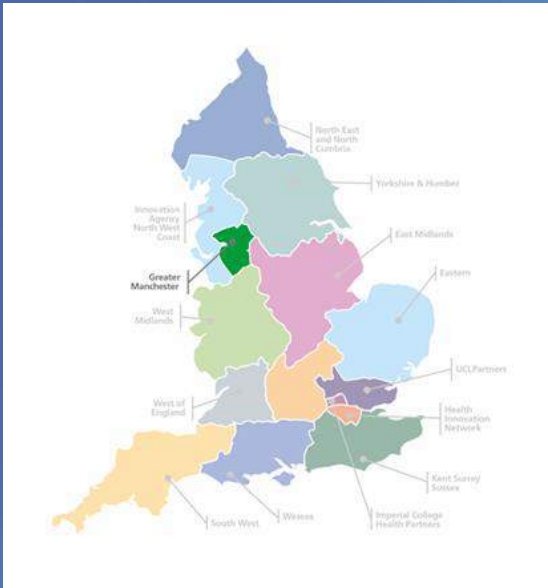 North East
and North
Cumbria
Yorkshire & Humber
Innovation
Agency
North West
Coast
East Midlands
Greater
Manchester
Eastern
West
Midlands
UCLPartners
West of
England
Health
Innovation
Network
Kent Surrey
Sussex
Imperial College
Health Partners
South West
Wessex